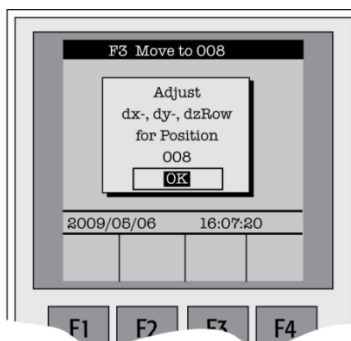 F3 Move to 008
Adjust
dx-, dy-, dzRow
for Position
008
OK
2009/05/06 16:07:20
F1 F2 F3 F4